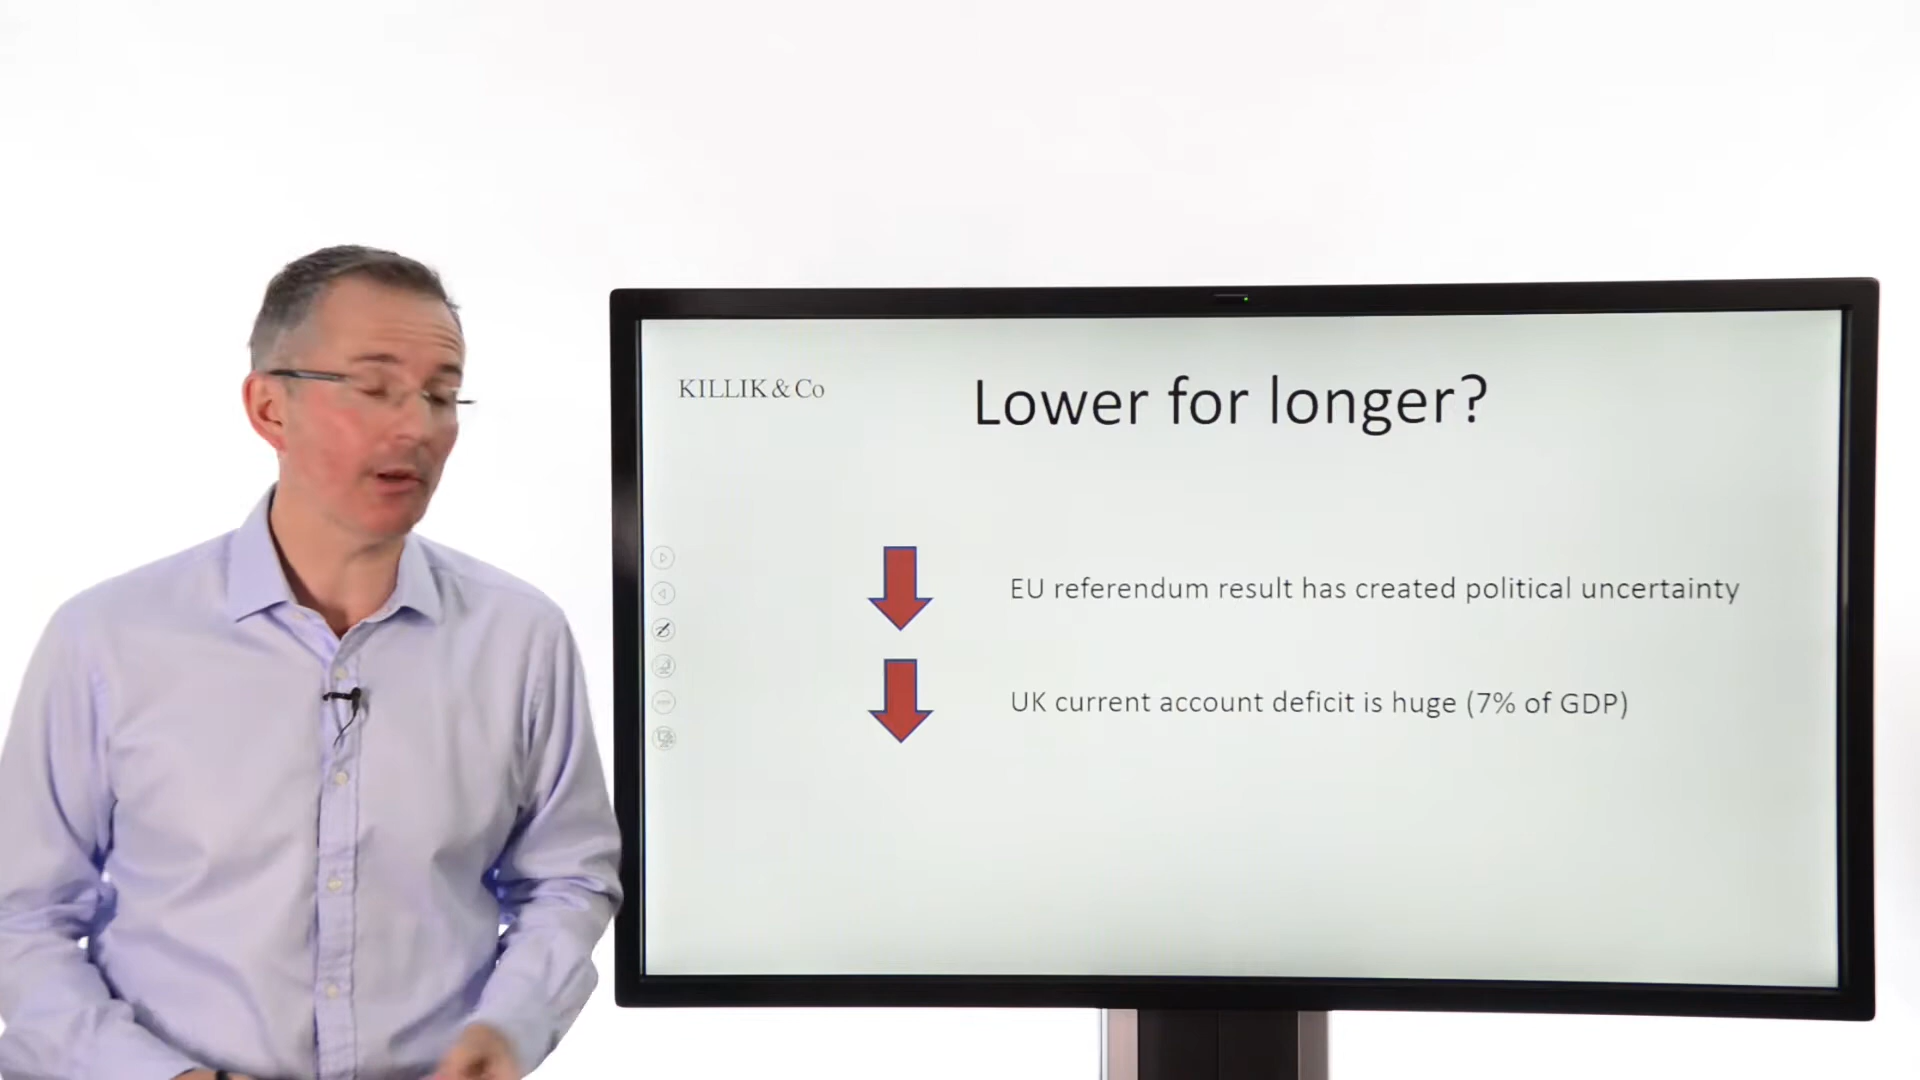 KILLIK & Co
Lower for longer?
EU referendum result has created political uncertainty
UK current account deficit is huge (7% of GDP)